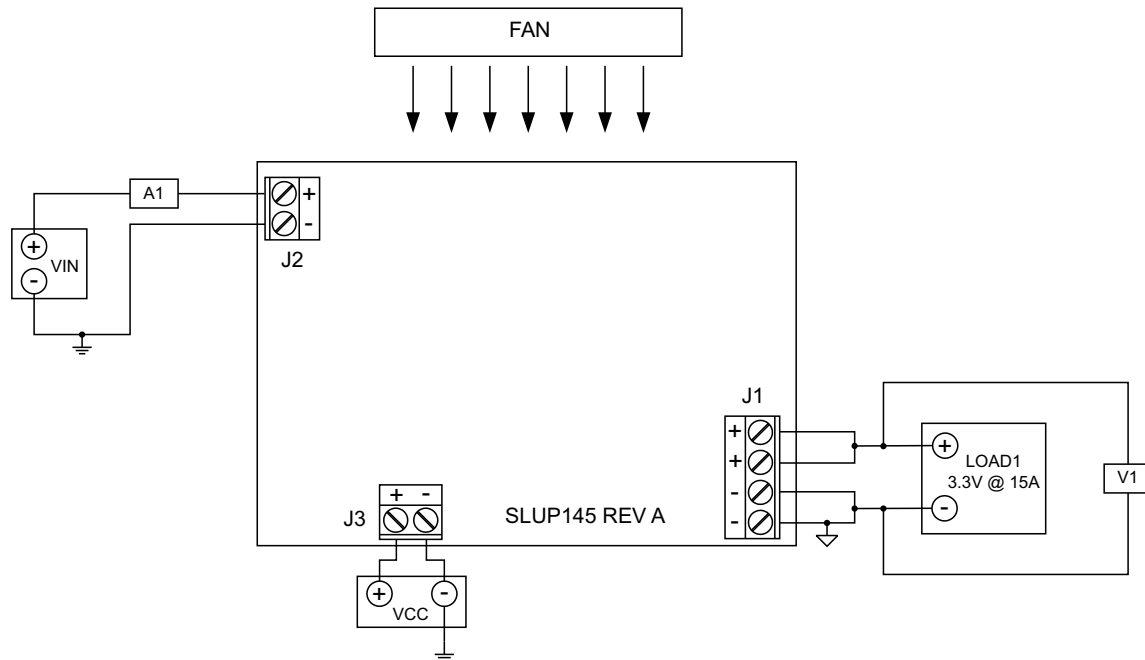 FAN
A1
+
-
J2
+
-
VIN
J1
+
+
-
-
+
-
LOAD1
3.3V @ 15A
V1
+ -
J3
SLUP145 REV A
+
-
VCC